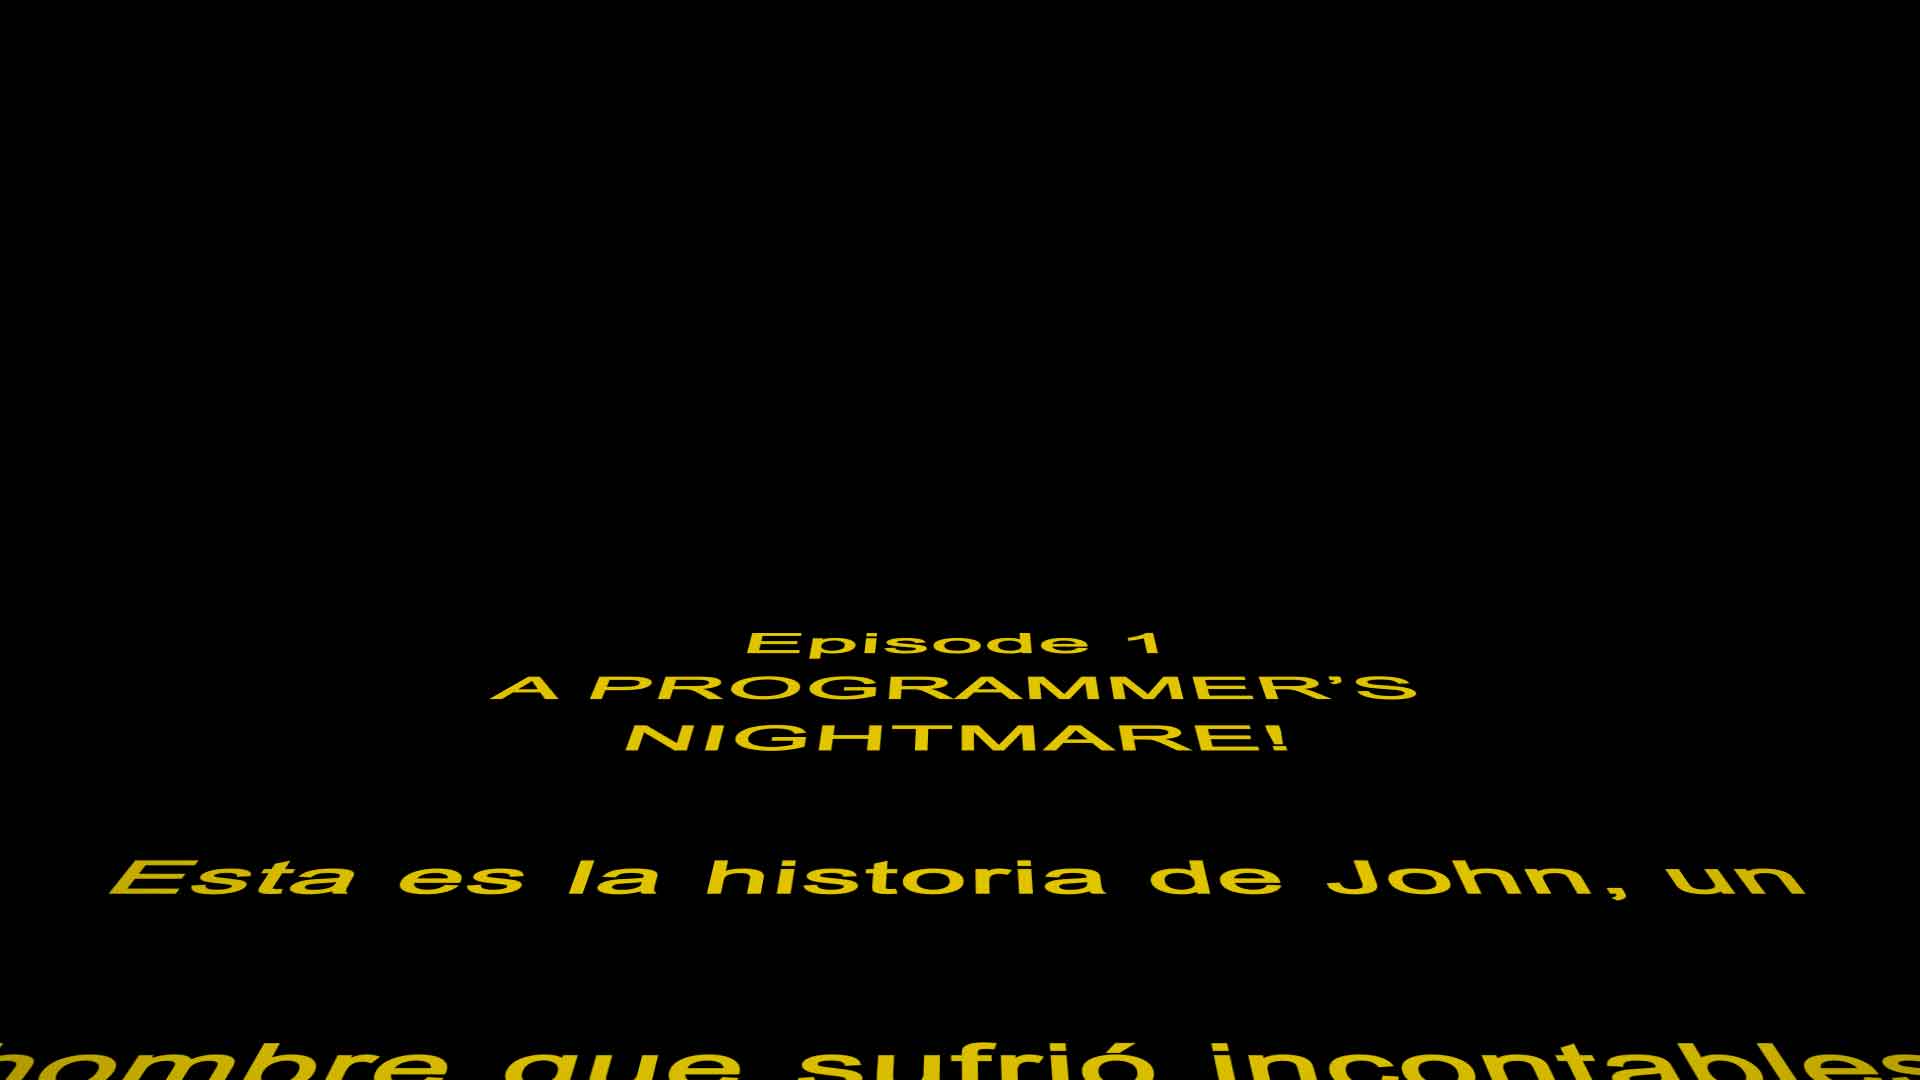 Episode 1
A PROGRAMMER’S
NIGHTMARE!
Esta es la historia de John, un
hombre que sufrió incontables